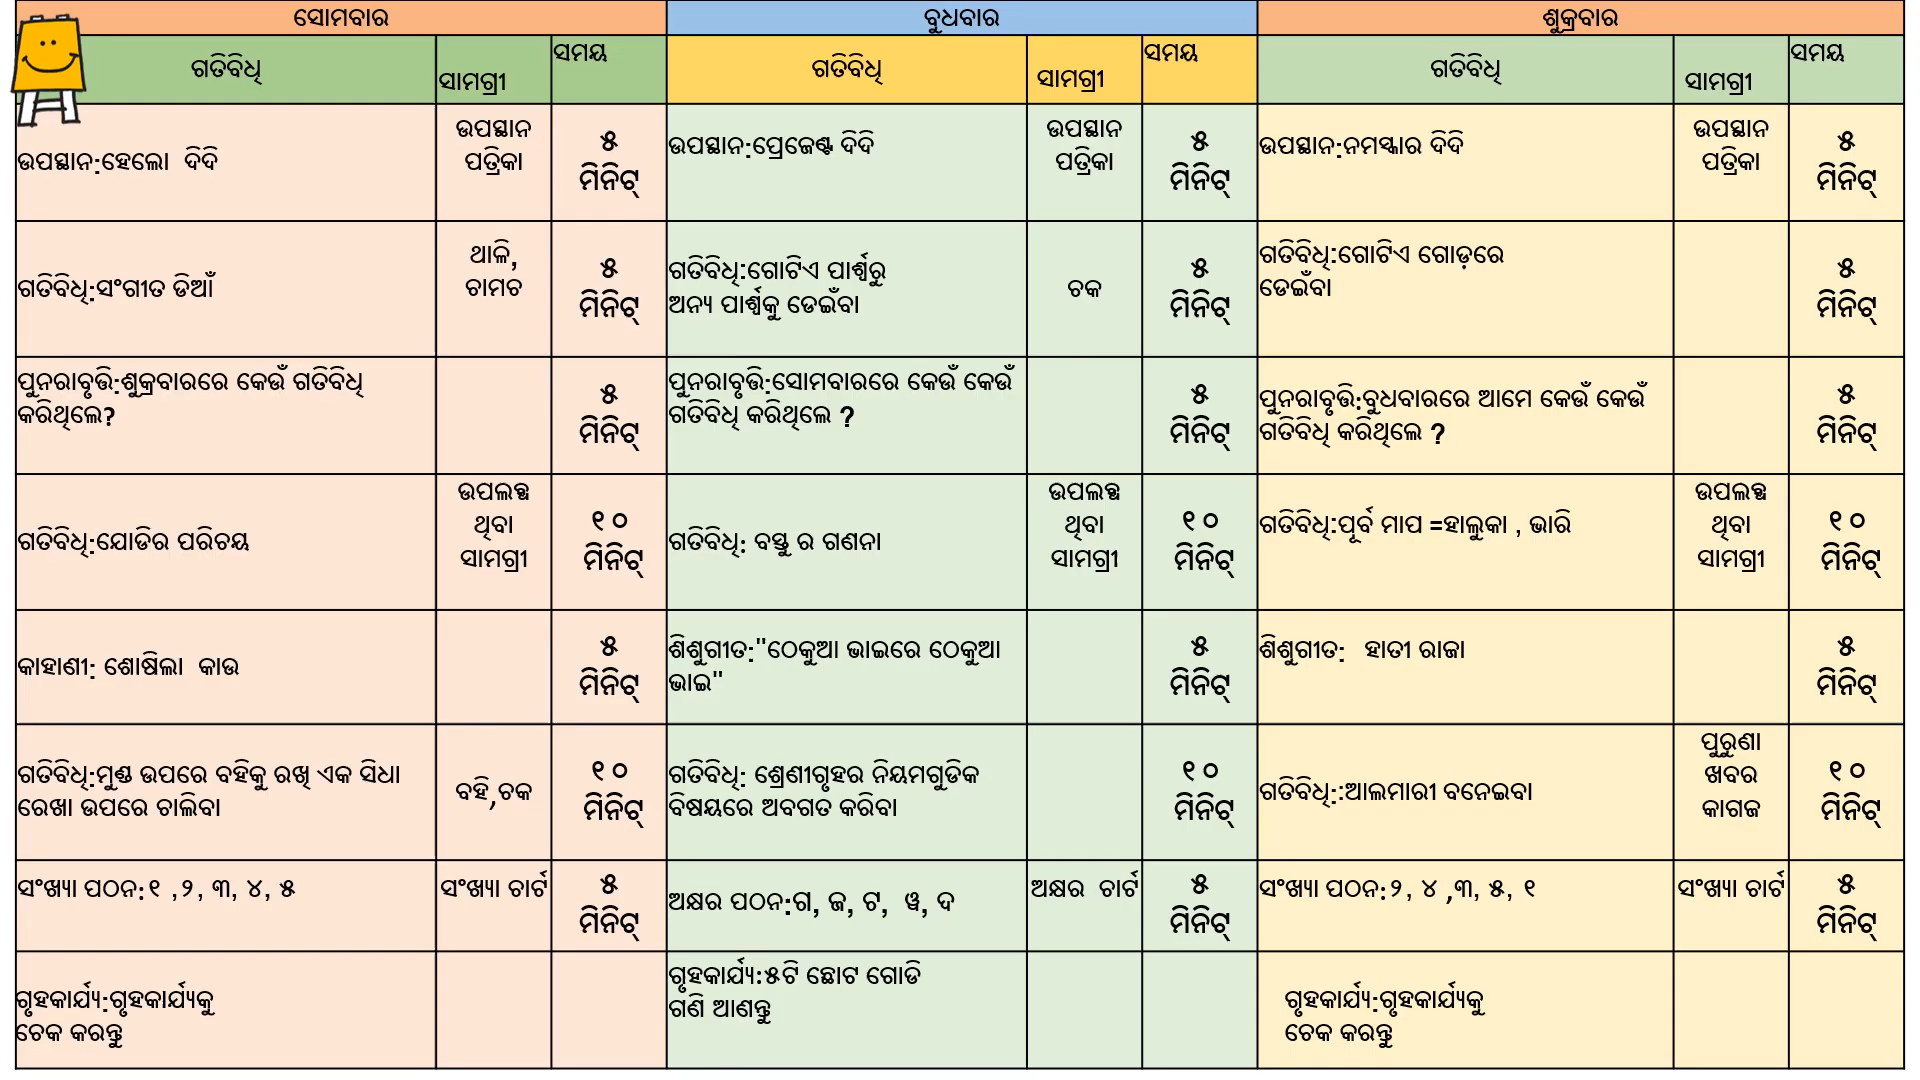 ସୋମବାର ବୁଧବାର ଶୁକ୍ରବାର
ଗତିବିଧି ସାମଗ୍ରୀ ସମୟ ଗତିବିଧି ସାମଗ୍ରୀ ସମୟ ଗତିବିଧି ସାମଗ୍ରୀ ସମୟ
ଉପସ୍ଥାନ:ହେଲୋ ଦିଦି
ଉପସ୍ଥାନ
ପତ୍ରିକା
୫
ମିନିଟ୍
ଉପସ୍ଥାନ:ପ୍ରେଜେଣ୍ଟ ଦିଦି
ଉପସ୍ଥାନ
ପତ୍ରିକା
୫
ମିନିଟ୍
ଉପସ୍ଥାନ:ନମସ୍କାର ଦିଦି
ଉପସ୍ଥାନ
ପତ୍ରିକା
୫
ମିନିଟ୍
ଗତିବିଧି:ସଂଗୀତ ଡିଆଁ
ଥାଳି,
ଚାମଚ
୫
ମିନିଟ୍
ଗତିବିଧି:ଗୋଟିଏ ପାର୍ଶ୍ୱରୁ
ଅନ୍ୟ ପାର୍ଶ୍ୱକୁ ଡେଇଁବା
ଚକ
୫
ମିନିଟ୍
ଗତିବିଧି:ଗୋଟିଏ ଗୋଡ଼ରେ
ଡେଇଁବା
୫
ମିନିଟ୍
ପୁନରାବୃତ୍ତି:ଶୁକ୍ରବାରରେ କେଉଁ ଗତିବିଧି
କରିଥିଲେ?
୫
ମିନିଟ୍
ପୁନରାବୃତ୍ତି:ସୋମବାରରେ କେଉଁ କେଉଁ
ଗତିବିଧି କରିଥିଲେ ?
୫
ମିନିଟ୍
ପୁନରାବୃତ୍ତି:ବୁଧବାରରେ ଆମେ କେଉଁ କେଉଁ
ଗତିବିଧି କରିଥିଲେ ?
୫
ମିନିଟ୍
ଗତିବିଧି:ଯୋଡିର ପରିଚୟ
ଉପଲବ୍ଧ
ଥିବା
ସାମଗ୍ରୀ
୧୦
ମିନିଟ୍
ଗତିବିଧି: ବସ୍ତୁ ର ଗଣନା
ଉପଲବ୍ଧ
ଥିବା
ସାମଗ୍ରୀ
୧୦
ମିନିଟ୍
ଗତିବିଧି:ପୂର୍ବ ମାପ =ହାଲୁକା , ଭାରି
ଉପଲବ୍ଧ
ଥିବା
ସାମଗ୍ରୀ
୧୦
ମିନିଟ୍
କାହାଣୀ: ଶୋଷିଲା କାଉ
୫
ମିନିଟ୍
ଶିଶୁଗୀତ:"ଠେକୁଆ ଭାଇରେ ଠେକୁଆ
ଭାଇ"
୫
ମିନିଟ୍
ଶିଶୁଗୀତ: ହାତୀ ରାଜା
୫
ମିନିଟ୍
ଗତିବିଧି:ମୁଣ୍ଡ ଉପରେ ବହିକୁ ରଖି ଏକ ସିଧା
ରେଖା ଉପରେ ଚାଲିବା
ବହି,ଚକ
୧୦
ମିନିଟ୍
ଗତିବିଧି: ଶ୍ରେଣୀଗୃହର ନିୟମଗୁଡିକ
ବିଷୟରେ ଅବଗତ କରିବା
୧୦
ମିନିଟ୍
ଗତିବିଧି::ଆଲମାରୀ ବନେଇବା
ପୁରୁଣା
ଖବର
କାଗଜ
୧୦
ମିନିଟ୍
ସଂଖ୍ୟା ପଠନ:୧ ,୨, ୩, ୪, ୫
ସଂଖ୍ୟା ଚାର୍ଟ
୫
ମିନିଟ୍
ଅକ୍ଷର ପଠନ:ଗ, ଜ, ଟ, ୱ, ଦ
ଅକ୍ଷର ଚାର୍ଟ
୫
ମିନିଟ୍
ସଂଖ୍ୟା ପଠନ:୨, ୪ ,୩, ୫, ୧
ସଂଖ୍ୟା ଚାର୍ଟ
୫
ମିନିଟ୍
ଗୃହକାର୍ଯ୍ୟ:ଗୃହକାର୍ଯ୍ୟକୁ
ଚେକ କରନ୍ତୁ
ଗୃହକାର୍ଯ୍ୟ:୫ଟି ଛୋଟ ଗୋଡି
ଗଣି ଆଣନ୍ତୁ
ଗୃହକାର୍ଯ୍ୟ:ଗୃହକାର୍ଯ୍ୟକୁ
ଚେକ କରନ୍ତୁ